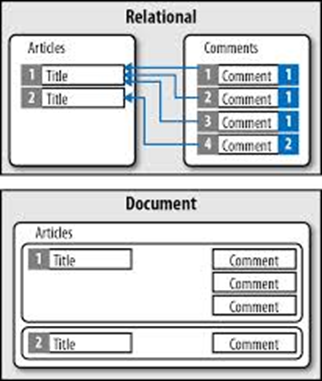 Relational
Articles Comments
1 Title 1 Comment 1
2 Title 2 Comment 1
3 Comment 1
4 Comment 2
Document
Articles
1 Title Comment
Comment
Comment
2 Title Comment